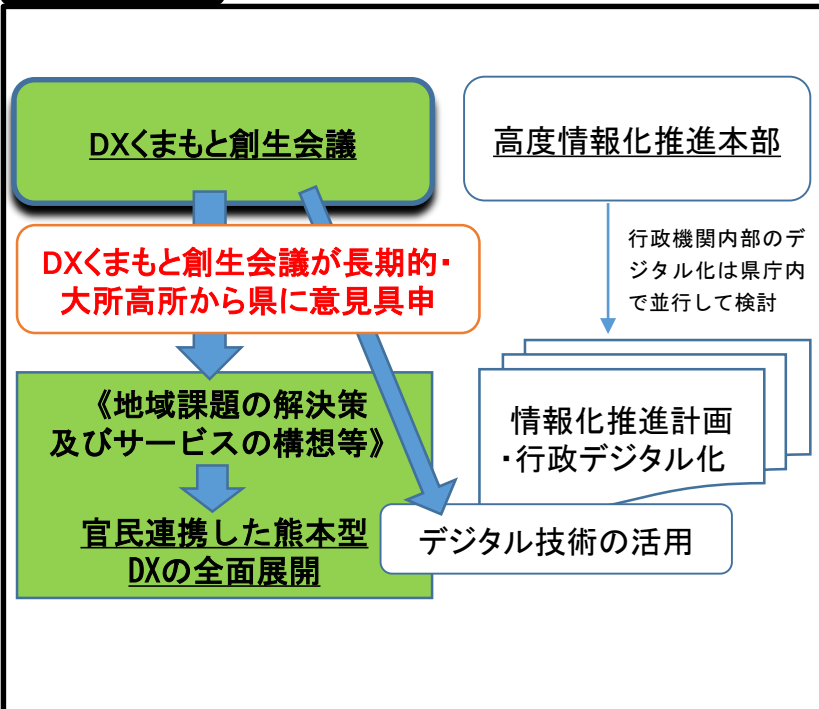 DXくまもと創生会議
高度情報化推進本部
DXくまもと創生会議が長期的・
大所高所から県に意見具申
行政機関内部のデ
ジタル化は県庁内
で並行して検討
《地域課題の解決策
及びサービスの構想等》
官民連携した熊本型
DXの全面展開
情報化推進計画
・行政デジタル化
デジタル技術の活用